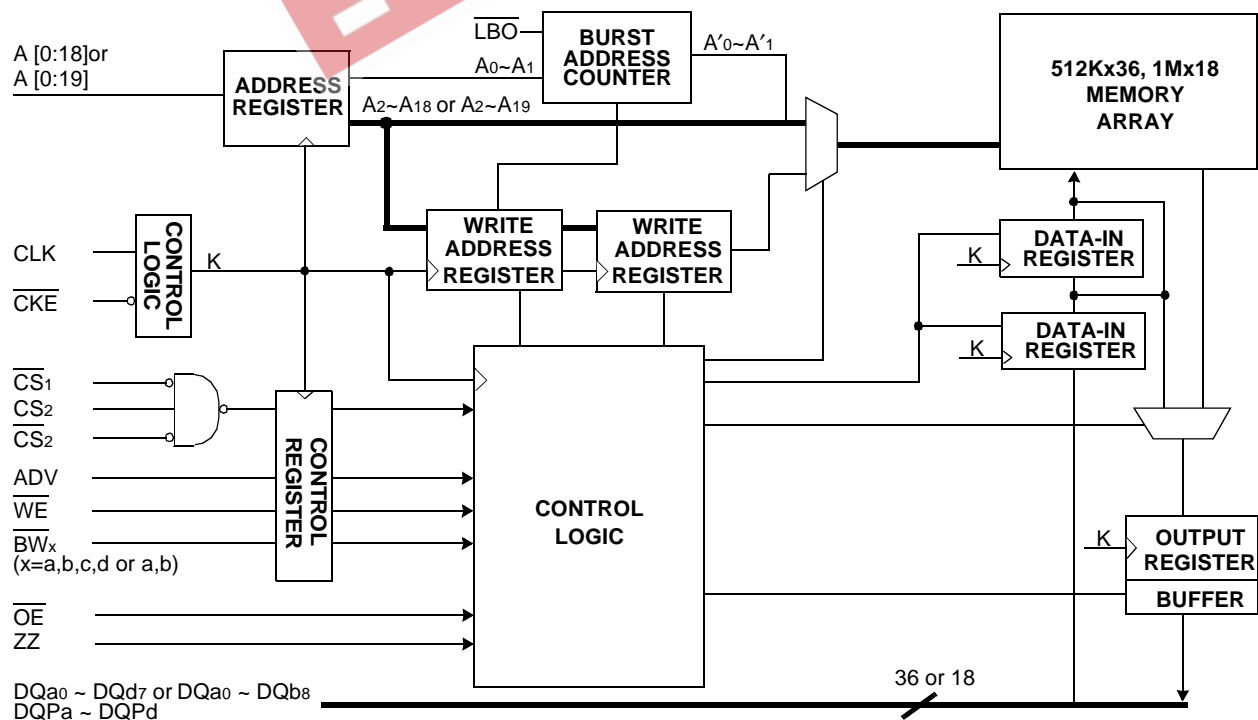 LBO
BURST
ADDRESS
COUNTER
A′0~A′1
A [0:18]or
A [0:19]
ADDRESS
REGISTER
A0~A1
A2~A18 or A2~A19
512Kx36, 1Mx18
MEMORY
ARRAY
WRITE
ADDRESS
REGISTER
WRITE
ADDRESS
REGISTER
CLK
CKE
CONTROL
LOGIC
K
DATA-IN
REGISTER
K
DATA-IN
REGISTER
K
CS1
CS2
CS2
ADV
WE
BWx
(x=a,b,c,d or a,b)
CONTROL
REGISTER
CONTROL
LOGIC
K
OUTPUT
REGISTER
BUFFER
OE
ZZ
DQa0 ~ DQd7 or DQa0 ~ DQb8
DQPa ~ DQPd
36 or 18